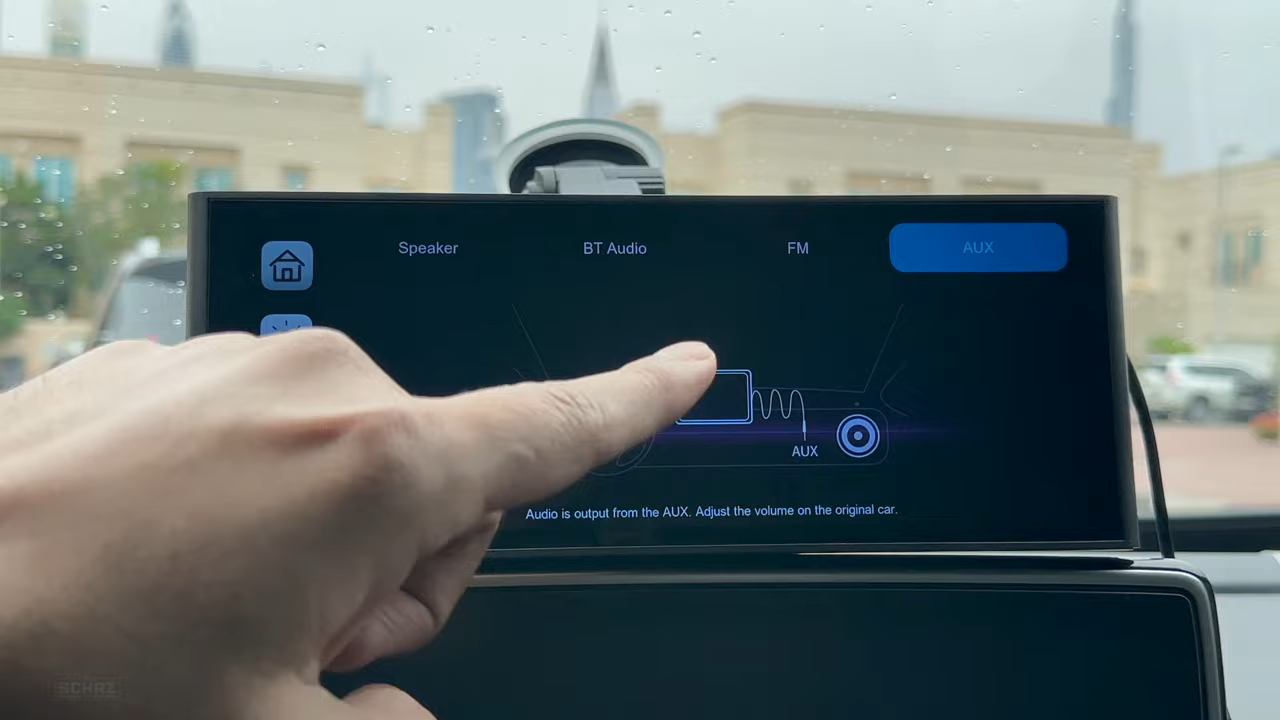 Speaker
BT Audio
FM
AUX
AUX
Audio is output from the AUX. Adjust the volume on the original car.
SCHRZ